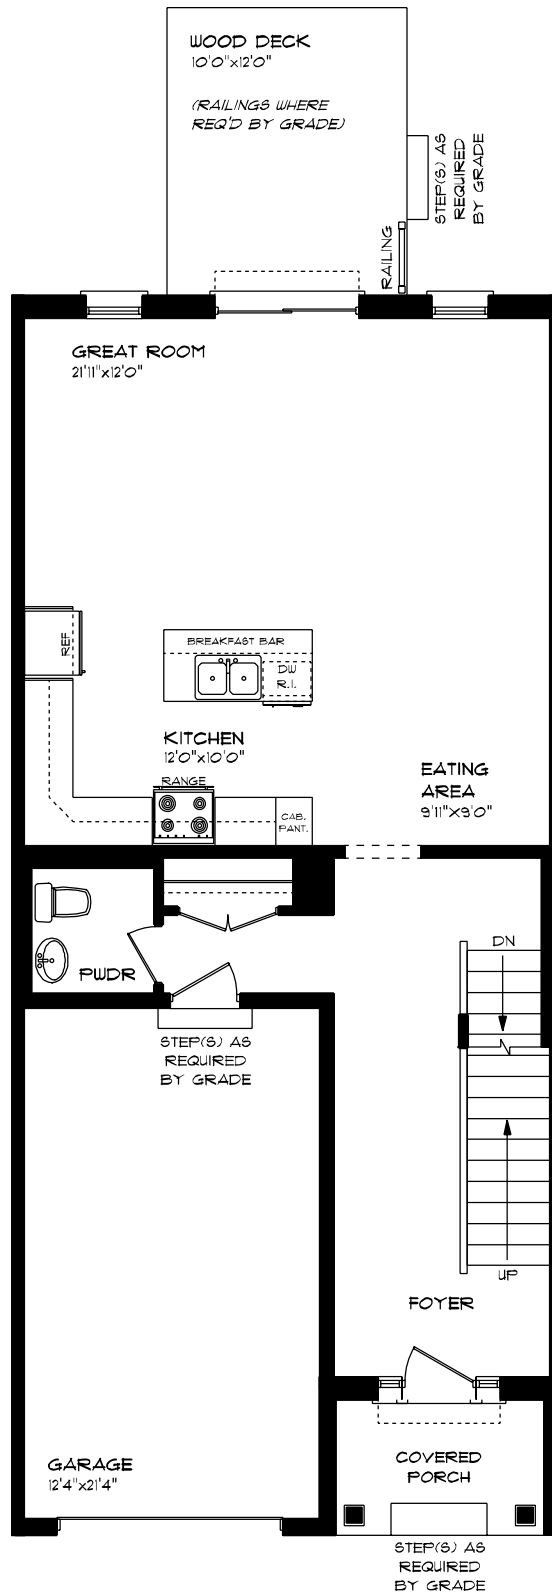 WOOD DECK
10'0"x12'0"
(RAILINGS WHERE
REQ'D BY GRADE)
STEP(S) AS
REQUIRED
BY GRADE
RAILING
GREAT ROOM
21'11"x12'0"
REF
BREAKFAST BAR
DW
R.I.
KITCHEN
12'0"x10'0"
RANGE
CAB.
PANT.
EATING
AREA
9'11"x9'0"
PWDR
DN
STEP(S) AS
REQUIRED
BY GRADE
UP
FOYER
GARAGE
12'4"x21'4"
COVERED
PORCH
STEP(S) AS
REQUIRED
BY GRADE